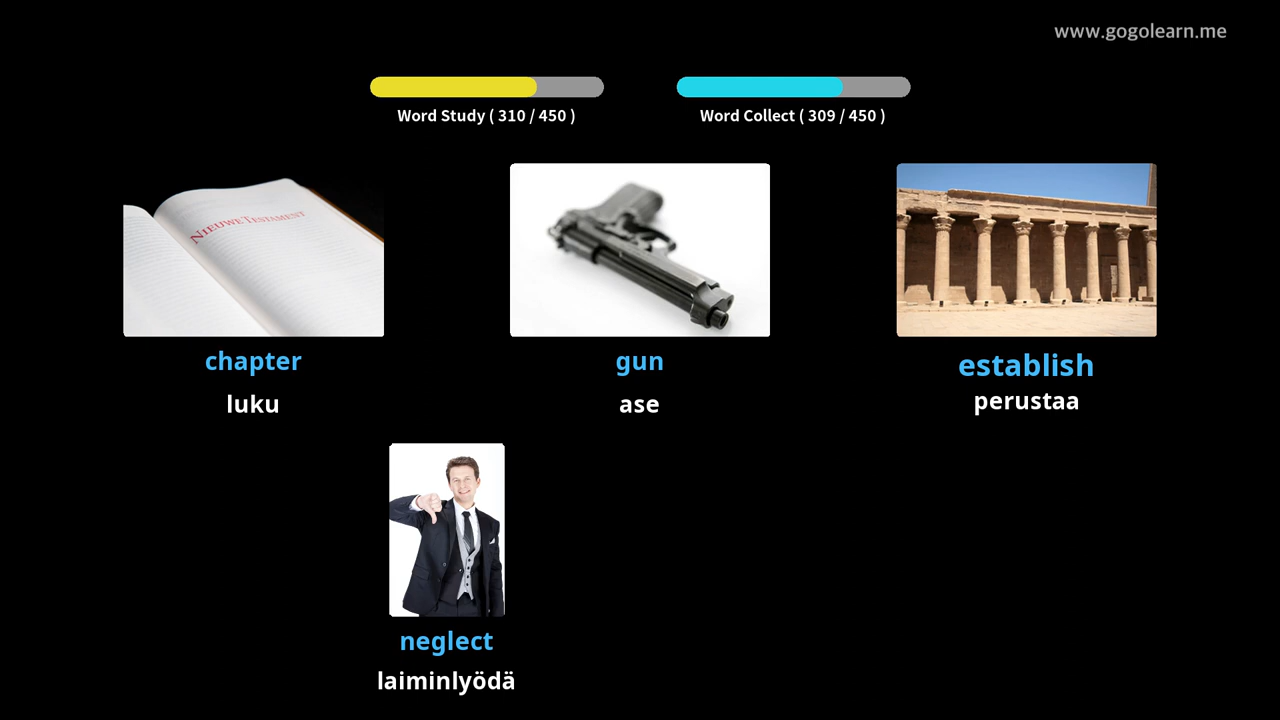 www.gogolearn.me
Word Study ( 310 / 450 )
Word Collect ( 309 / 450 )
NIEUWE TESTAMENT
chapter
luku
gun
ase
establish
perustaa
neglect
laiminlyödä